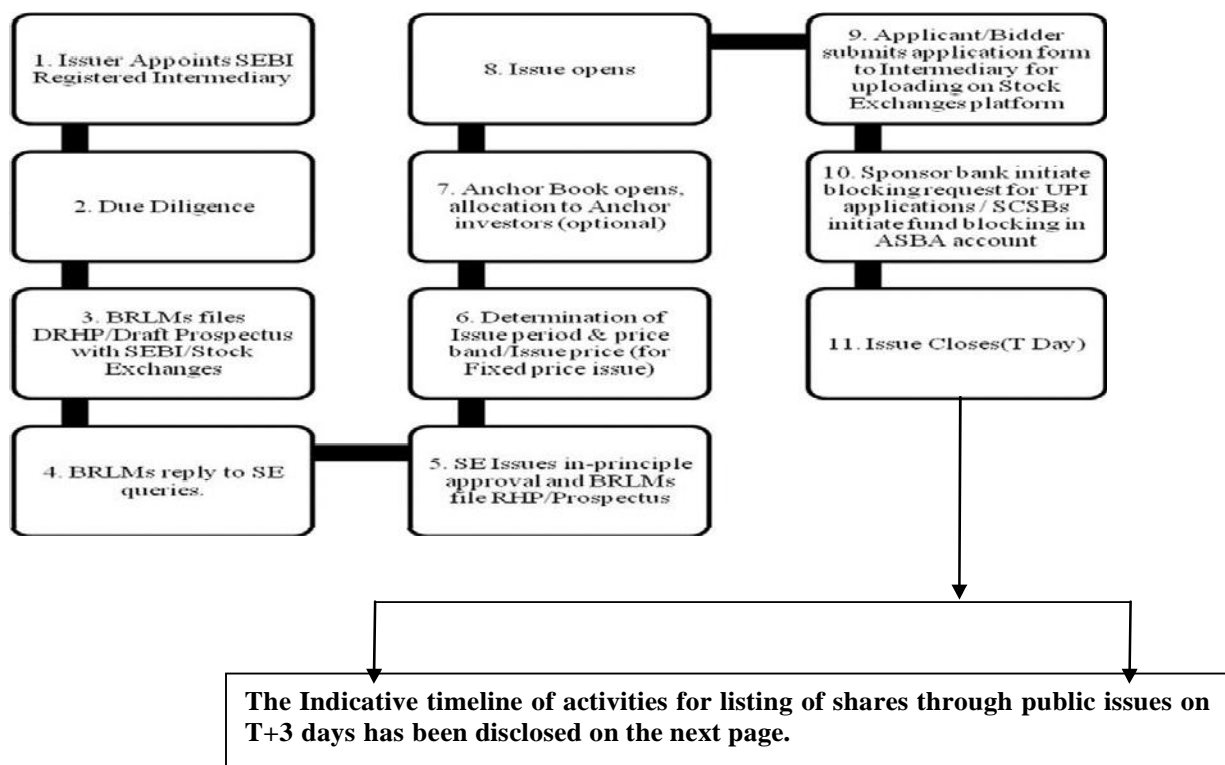 1. Issuer Appoints SEBI
Registered Intermediary
2. Due Diligence
3. BRLMs files
DRHP/Draft Prospectus
with SEBI/Stock
Exchanges
4. BRLMs reply to SE
queries.
5. SE Issues in-principle
approval and BRLMs
file RHP/Prospectus
6. Determination of
Issue period & price
band/Issue price (for
Fixed price issue)
7. Anchor Book opens,
allocation to Anchor
investors (optional)
8. Issue opens
9. Applicant/Bidder
submits application form
to Intermediary for
uploading on Stock
Exchanges platform
10. Sponsor bank initiate
blocking request for UPI
applications / SCSBs
initiate fund blocking in
ASBA account
11. Issue Closes(T Day)
The Indicative timeline of activities for listing of shares through public issues on
T+3 days has been disclosed on the next page.